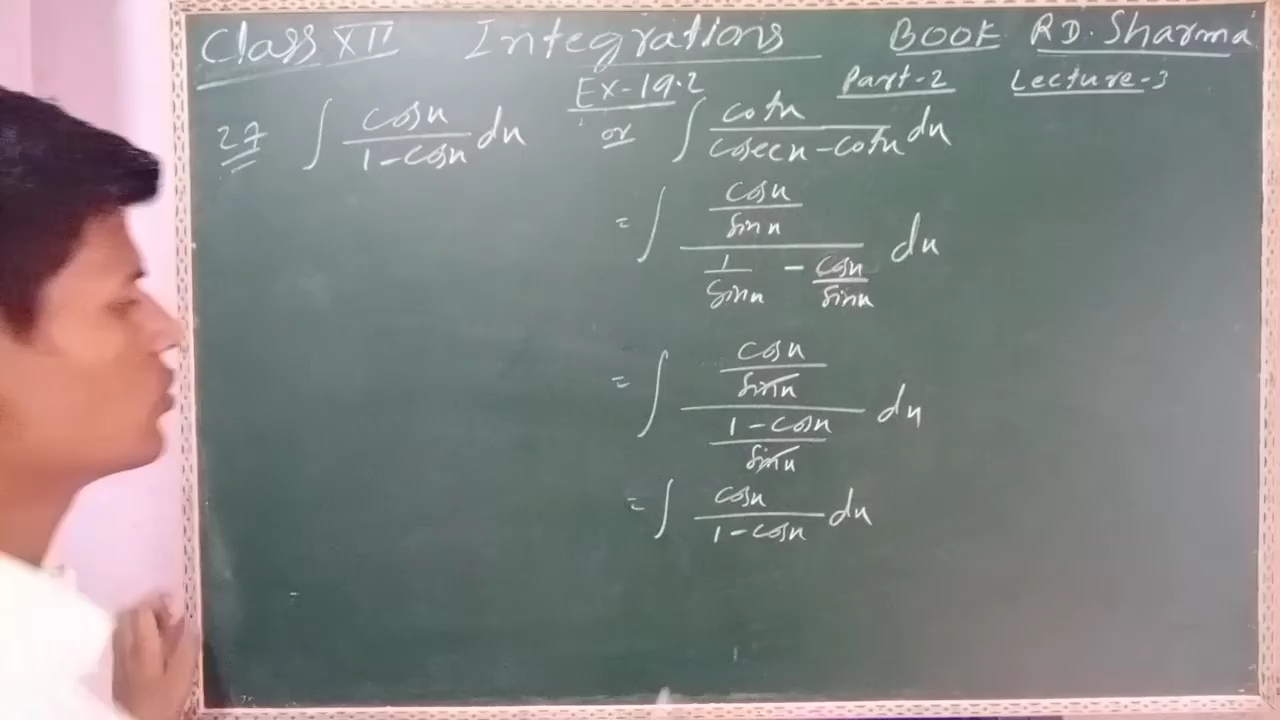 Class XII Integrations Book RD. Sharma
Ex-19.2 Part-2 Lecture-3
27 ∫ cosx/(1-cosx) dx or ∫ cotx/(cosecx-cotx) dx
= ∫ (cosx/sinx)/(1/sinx - cosx/sinx) dx
= ∫ (cosx/sinx)/((1-cosx)/sinx) dx
= ∫ cosx/(1-cosx) dx